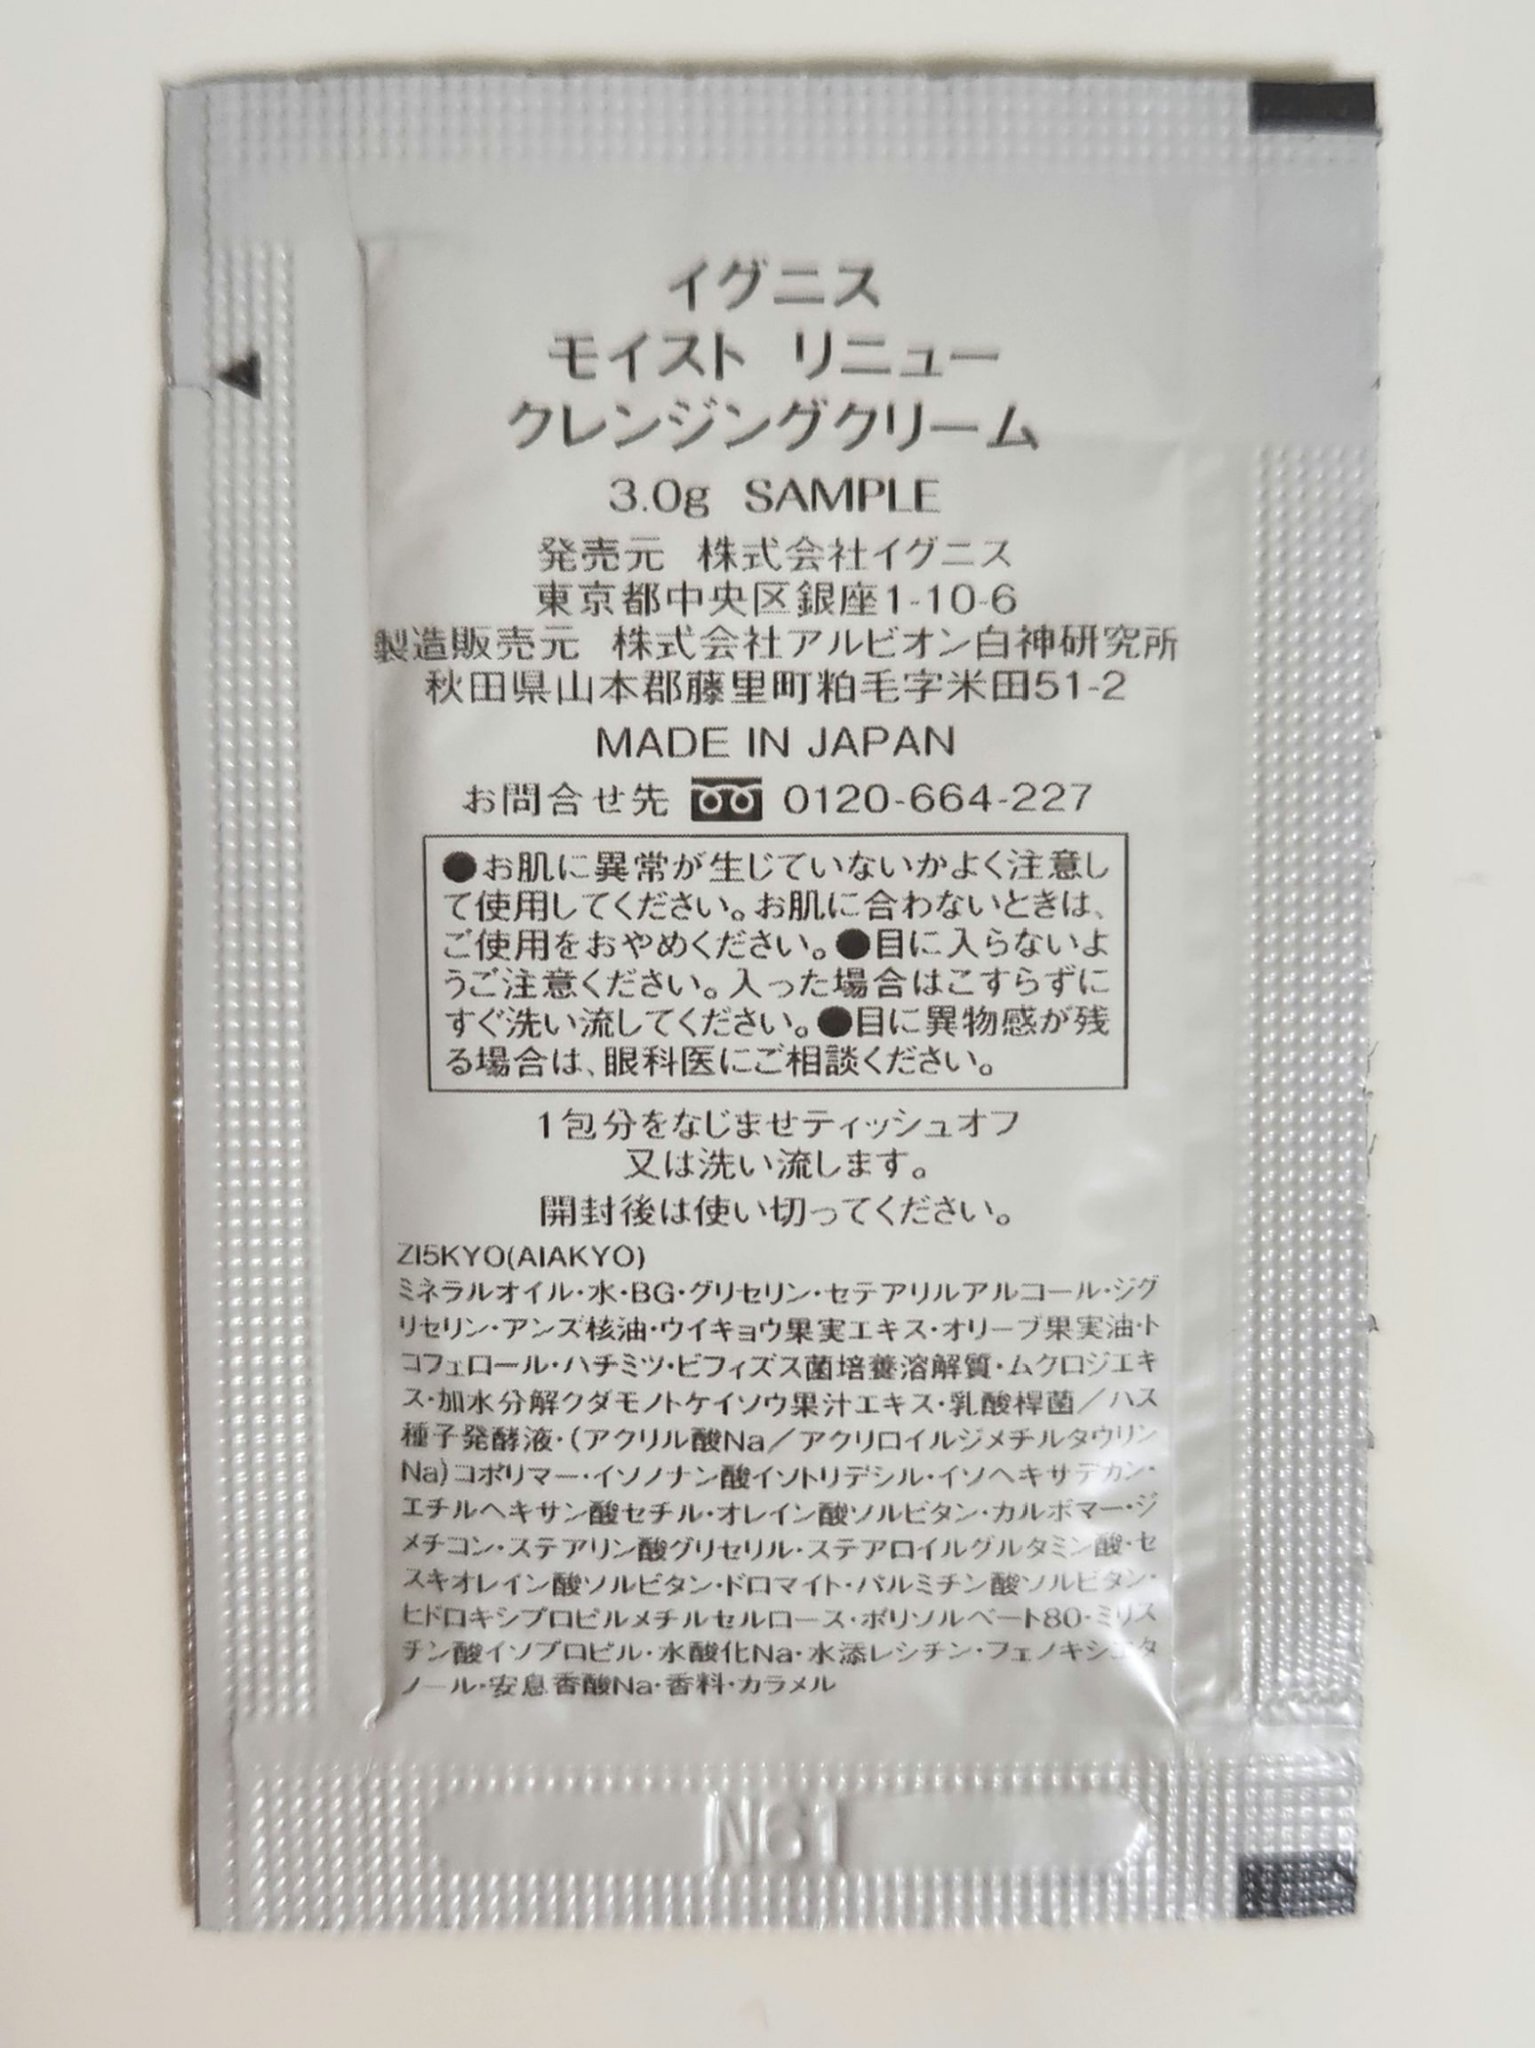 イグニス
モイスト リニュー
クレンジングクリーム
3.0g SAMPLE
発売元 株式会社イグニス
東京都中央区銀座1-10-6
製造販売元 株式会社アルビオン白神研究所
秋田県山本郡藤里町粕毛字米田51-2
MADE IN JAPAN
お問合せ先 0120-664-227
●お肌に異常が生じていないかよく注意し
て使用してください。お肌に合わないときは、
ご使用をおやめください。●目に入らないよ
うご注意ください。入った場合はこすらずに
すぐ洗い流してください。●目に異物感が残
る場合は、眼科医にご相談ください。
1包分をなじませティッシュオフ
又は洗い流します。
開封後は使い切ってください。
ZI5KYO(AIAKYO)
ミネラルオイル・水・BG・グリセリン・セテアリルアルコール・ジグ
リセリン・アンズ核油・ウイキョウ果実エキス・オリーブ果実油・ト
コフェロール・ハチミツ・ビフィズス菌培養溶解質・ムクロジエキ
ス・加水分解クダモノトケイソウ果汁エキス・乳酸桿菌／ハス
種子発酵液・(アクリル酸Na／アクリロイルジメチルタウリン
Na)コポリマー・イソノナン酸イソトリデシル・イソヘキサデカン・
エチルヘキサン酸セチル・オレイン酸ソルビタン・カルボマー・ジ
メチコン・ステアリン酸グリセリル・ステアロイルグルタミン酸・セ
スキオレイン酸ソルビタン・ドロマイト・パルミチン酸ソルビタン・
ヒドロキシプロピルメチルセルロース・ポリソルベート80・ミリス
チン酸イソプロピル・水酸化Na・水添レシチン・フェノキシエタ
ノール・安息香酸Na・香料・カラメル
N61